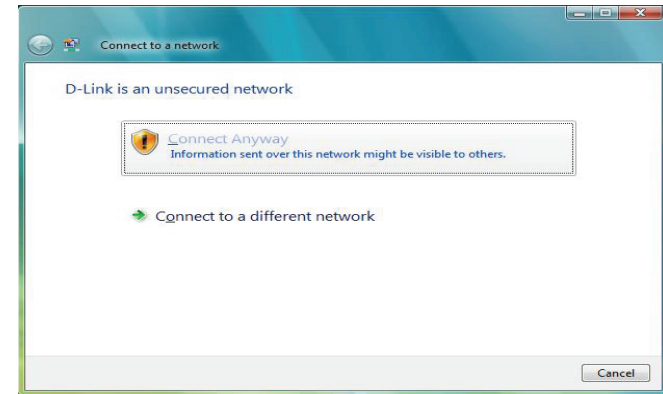 Connect to a network
D-Link is an unsecured network
Connect Anyway
Information sent over this network might be visible to others.
Connect to a different network
Cancel